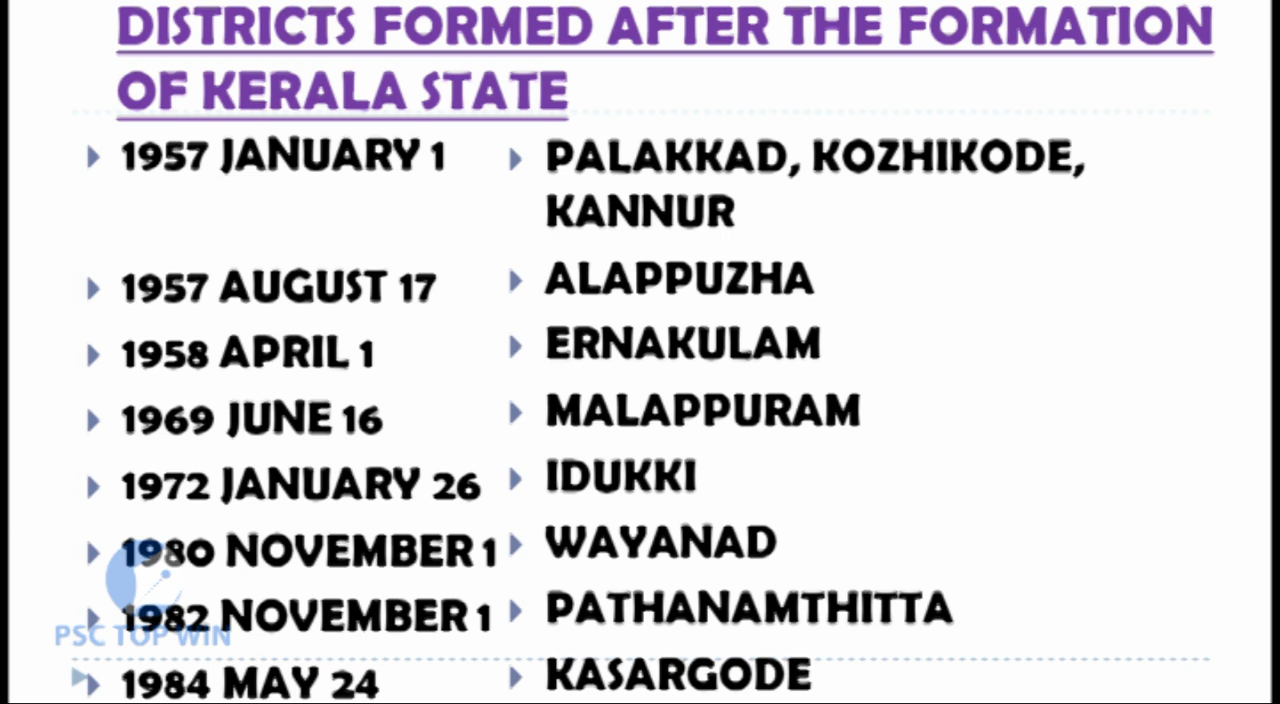 DISTRICTS FORMED AFTER THE FORMATION
OF KERALA STATE
1957 JANUARY 1 PALAKKAD, KOZHIKODE,
KANNUR
1957 AUGUST 17 ALAPPUZHA
1958 APRIL 1 ERNAKULAM
1969 JUNE 16 MALAPPURAM
1972 JANUARY 26 IDUKKI
1980 NOVEMBER 1 WAYANAD
1982 NOVEMBER 1 PATHANAMTHITTA
PSC TOP WIN
1984 MAY 24 KASARGODE